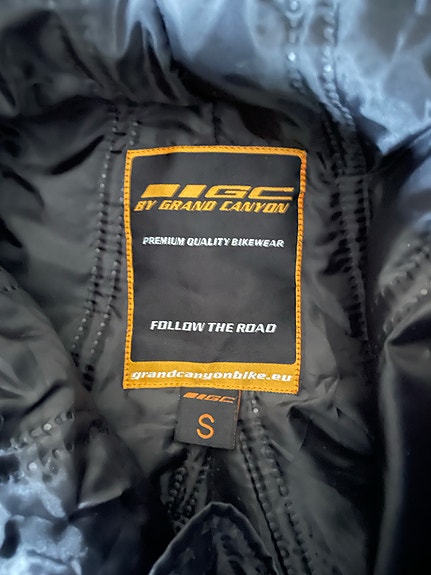 GC
BY GRAND CANYON
PREMIUM QUALITY BIKEWEAR
FOLLOW THE ROAD
grandcanyonbike.eu
GC
S